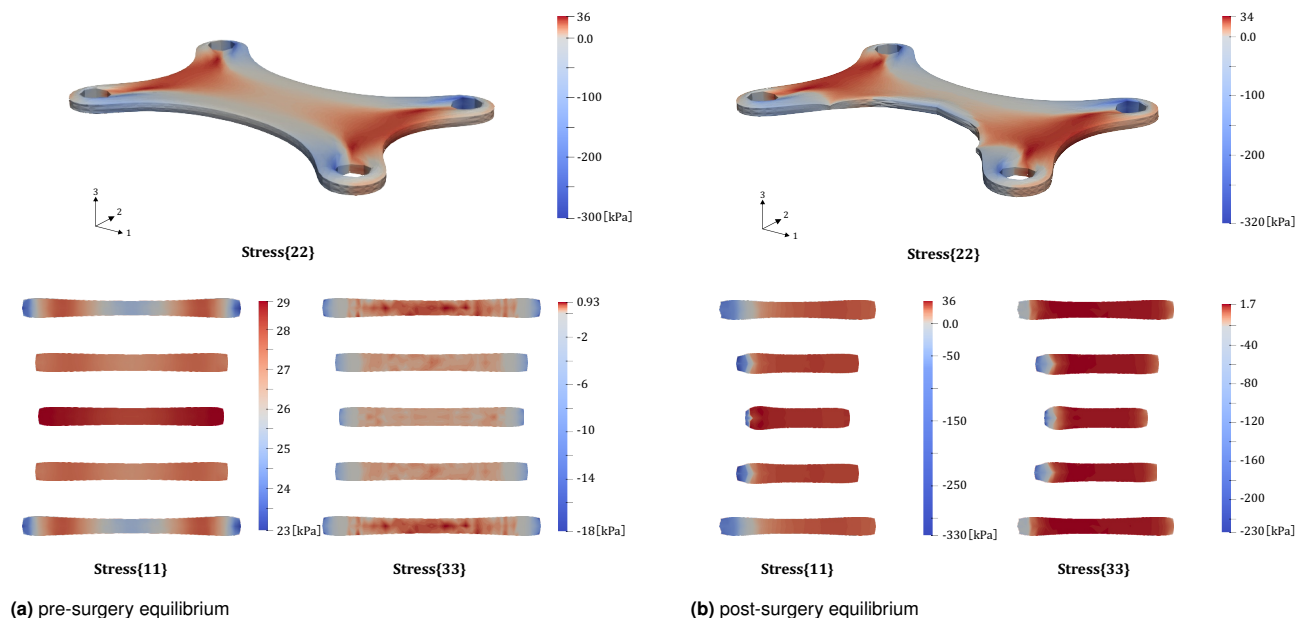 36
0.0
-100
-200
-300[kPa]
3
2
1
Stress{22}
34
0.0
-100
-200
-320[kPa]
3
2
1
Stress{22}
29
28
27
26
25
24
23[kPa]
Stress{11}
0.93
-2
-6
-10
-14
-18[kPa]
Stress{33}
(a) pre-surgery equilibrium
36
0.0
-50
-150
-250
-330[kPa]
Stress{11}
1.7
-40
-80
-120
-160
-200
-230[kPa]
Stress{33}
(b) post-surgery equilibrium